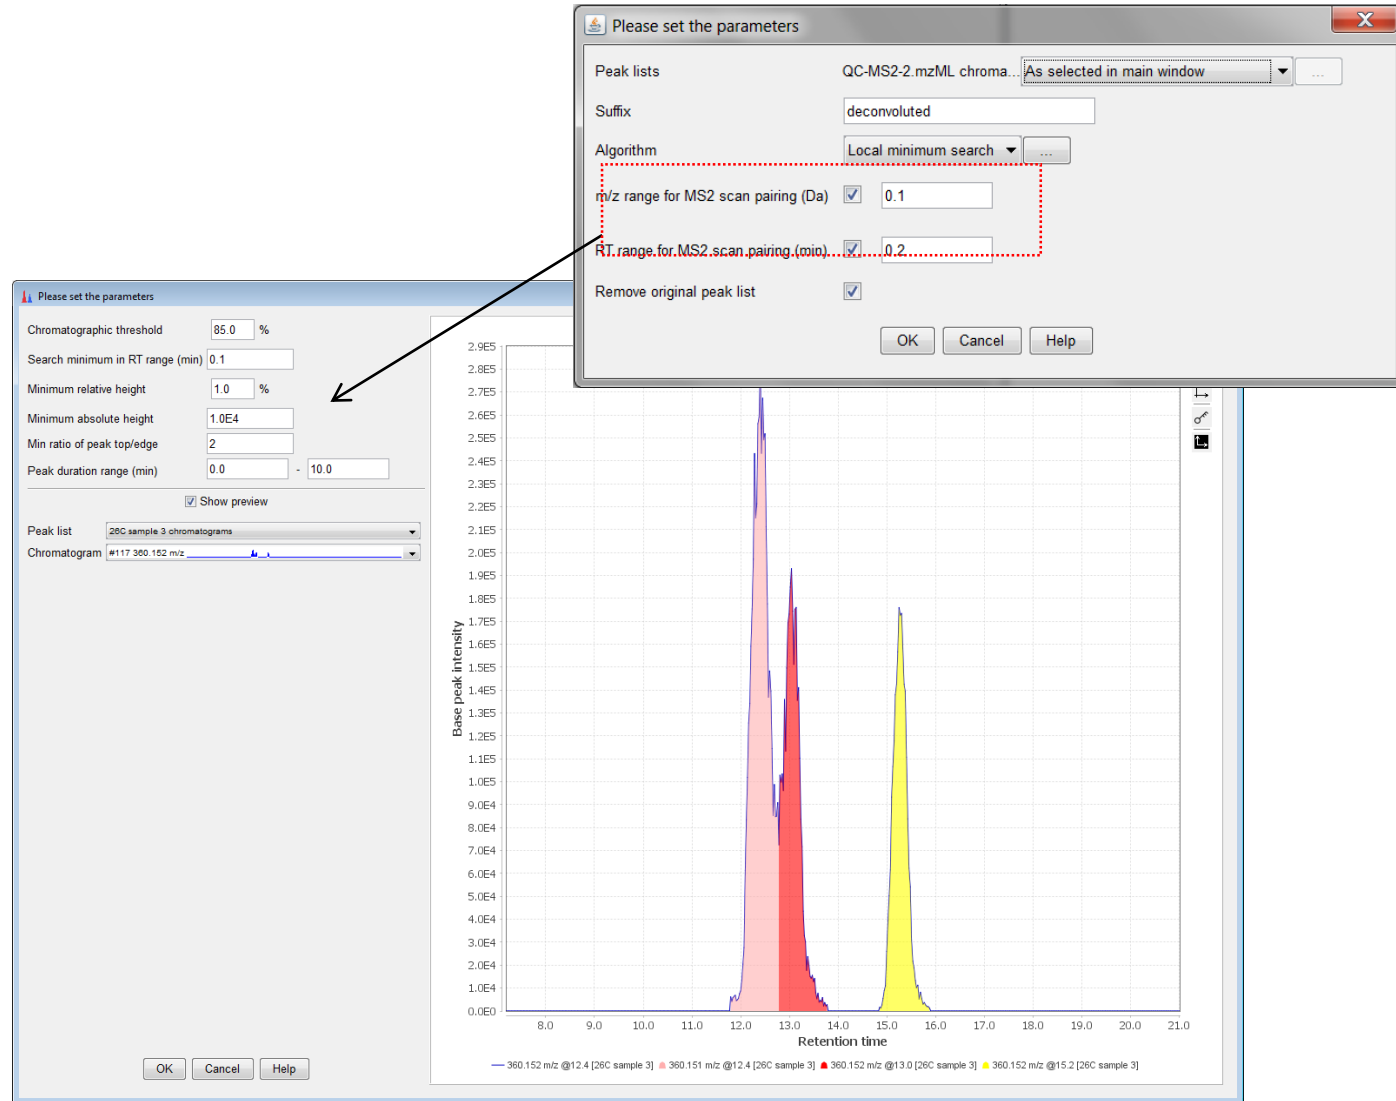 Please set the parameters
X
Peak lists QC-MS2-2.mzML chroma... As selected in main window ...
Suffix deconvoluted
Algorithm Local minimum search ...
m/z range for MS2 scan pairing (Da) 0.1
RT range for MS2 scan pairing (min) 0.2
Remove original peak list
OK Cancel Help
Please set the parameters
Chromatographic threshold 85.0 %
Search minimum in RT range (min) 0.1
Minimum relative height 1.0 %
Minimum absolute height 1.0E4
Min ratio of peak top/edge 2
Peak duration range (min) 0.0 - 10.0
Show preview
Peak list 26C sample 3 chromatograms
Chromatogram #117 360.152 m/z
OK Cancel Help
Base peak intensity
2.9E5
2.8E5
2.7E5
2.6E5
2.5E5
2.4E5
2.3E5
2.2E5
2.1E5
2.0E5
1.9E5
1.8E5
1.7E5
1.6E5
1.5E5
1.4E5
1.3E5
1.2E5
1.1E5
1.0E5
9.0E4
8.0E4
7.0E4
6.0E4
5.0E4
4.0E4
3.0E4
2.0E4
1.0E4
0.0E0
8.0 9.0 10.0 11.0 12.0 13.0 14.0 15.0 16.0 17.0 18.0 19.0 20.0 21.0
Retention time
360.152 m/z @12.4 [26C sample 3] 360.151 m/z @12.4 [26C sample 3] 360.152 m/z @13.0 [26C sample 3] 360.152 m/z @15.2 [26C sample 3]